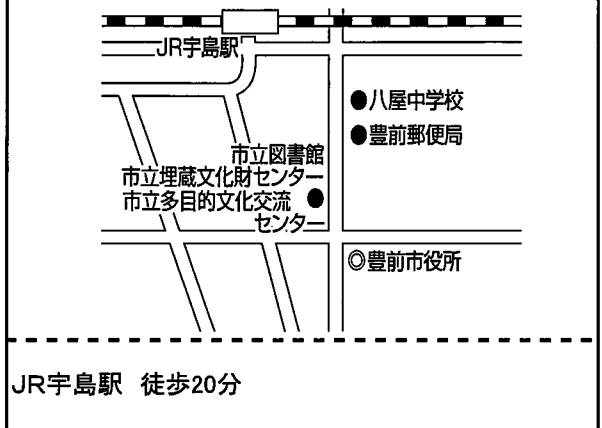 JR宇島駅
●八屋中学校
●豊前郵便局
市立図書館
市立埋蔵文化財センター
市立多目的文化交流
センター
◎豊前市役所
JR宇島駅 徒歩20分